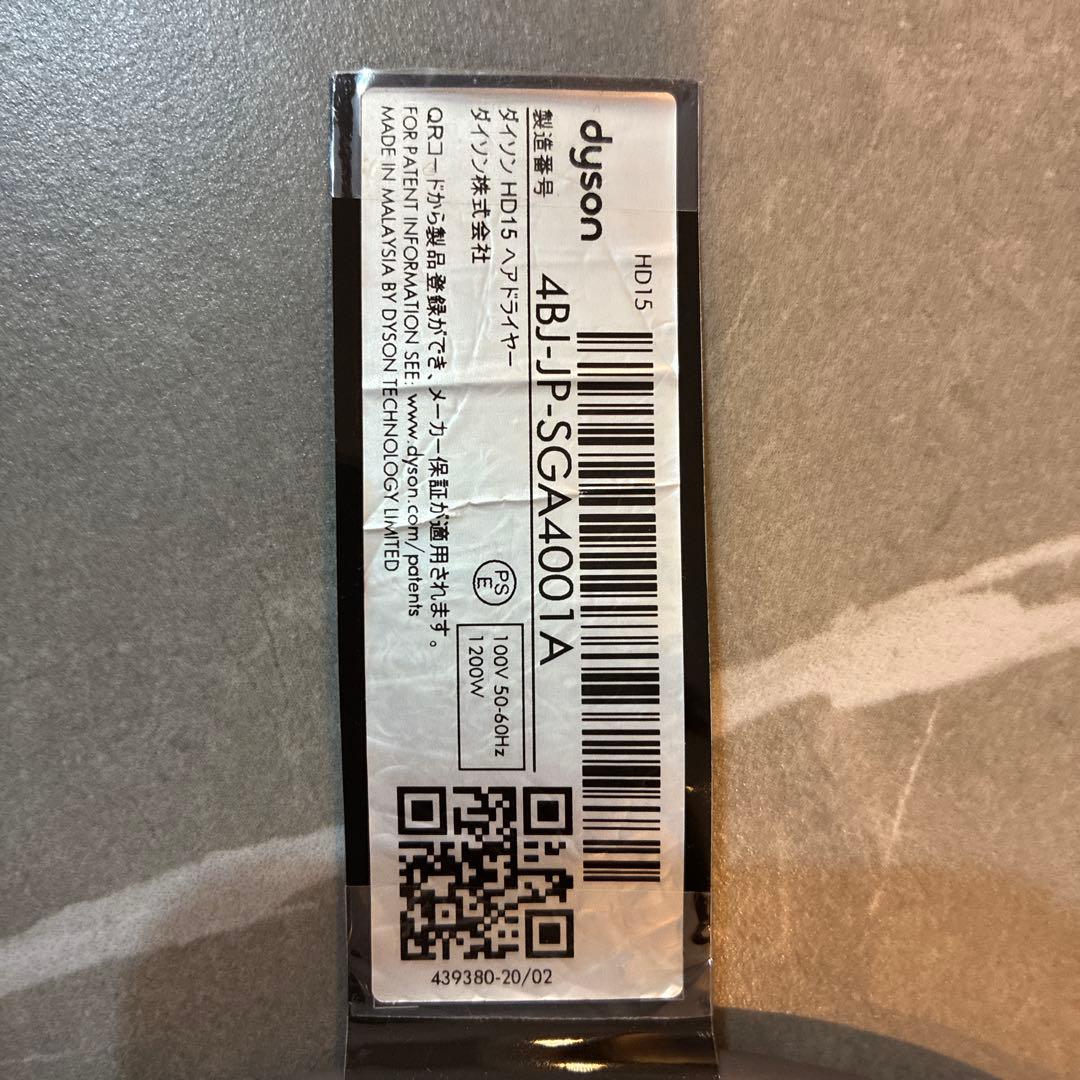 dyson
HD15
製造番号
4BJ-JP-SGA4001A
ダイソン HD15 ヘアドライヤー
ダイソン株式会社
PS
E
100V 50-60Hz
1200W
QRコードから製品登録ができ、メーカー保証が適用されます。
FOR PATENT INFORMATION SEE: www.dyson.com/patents
MADE IN MALAYSIA BY DYSON TECHNOLOGY LIMITED
439380-20/02